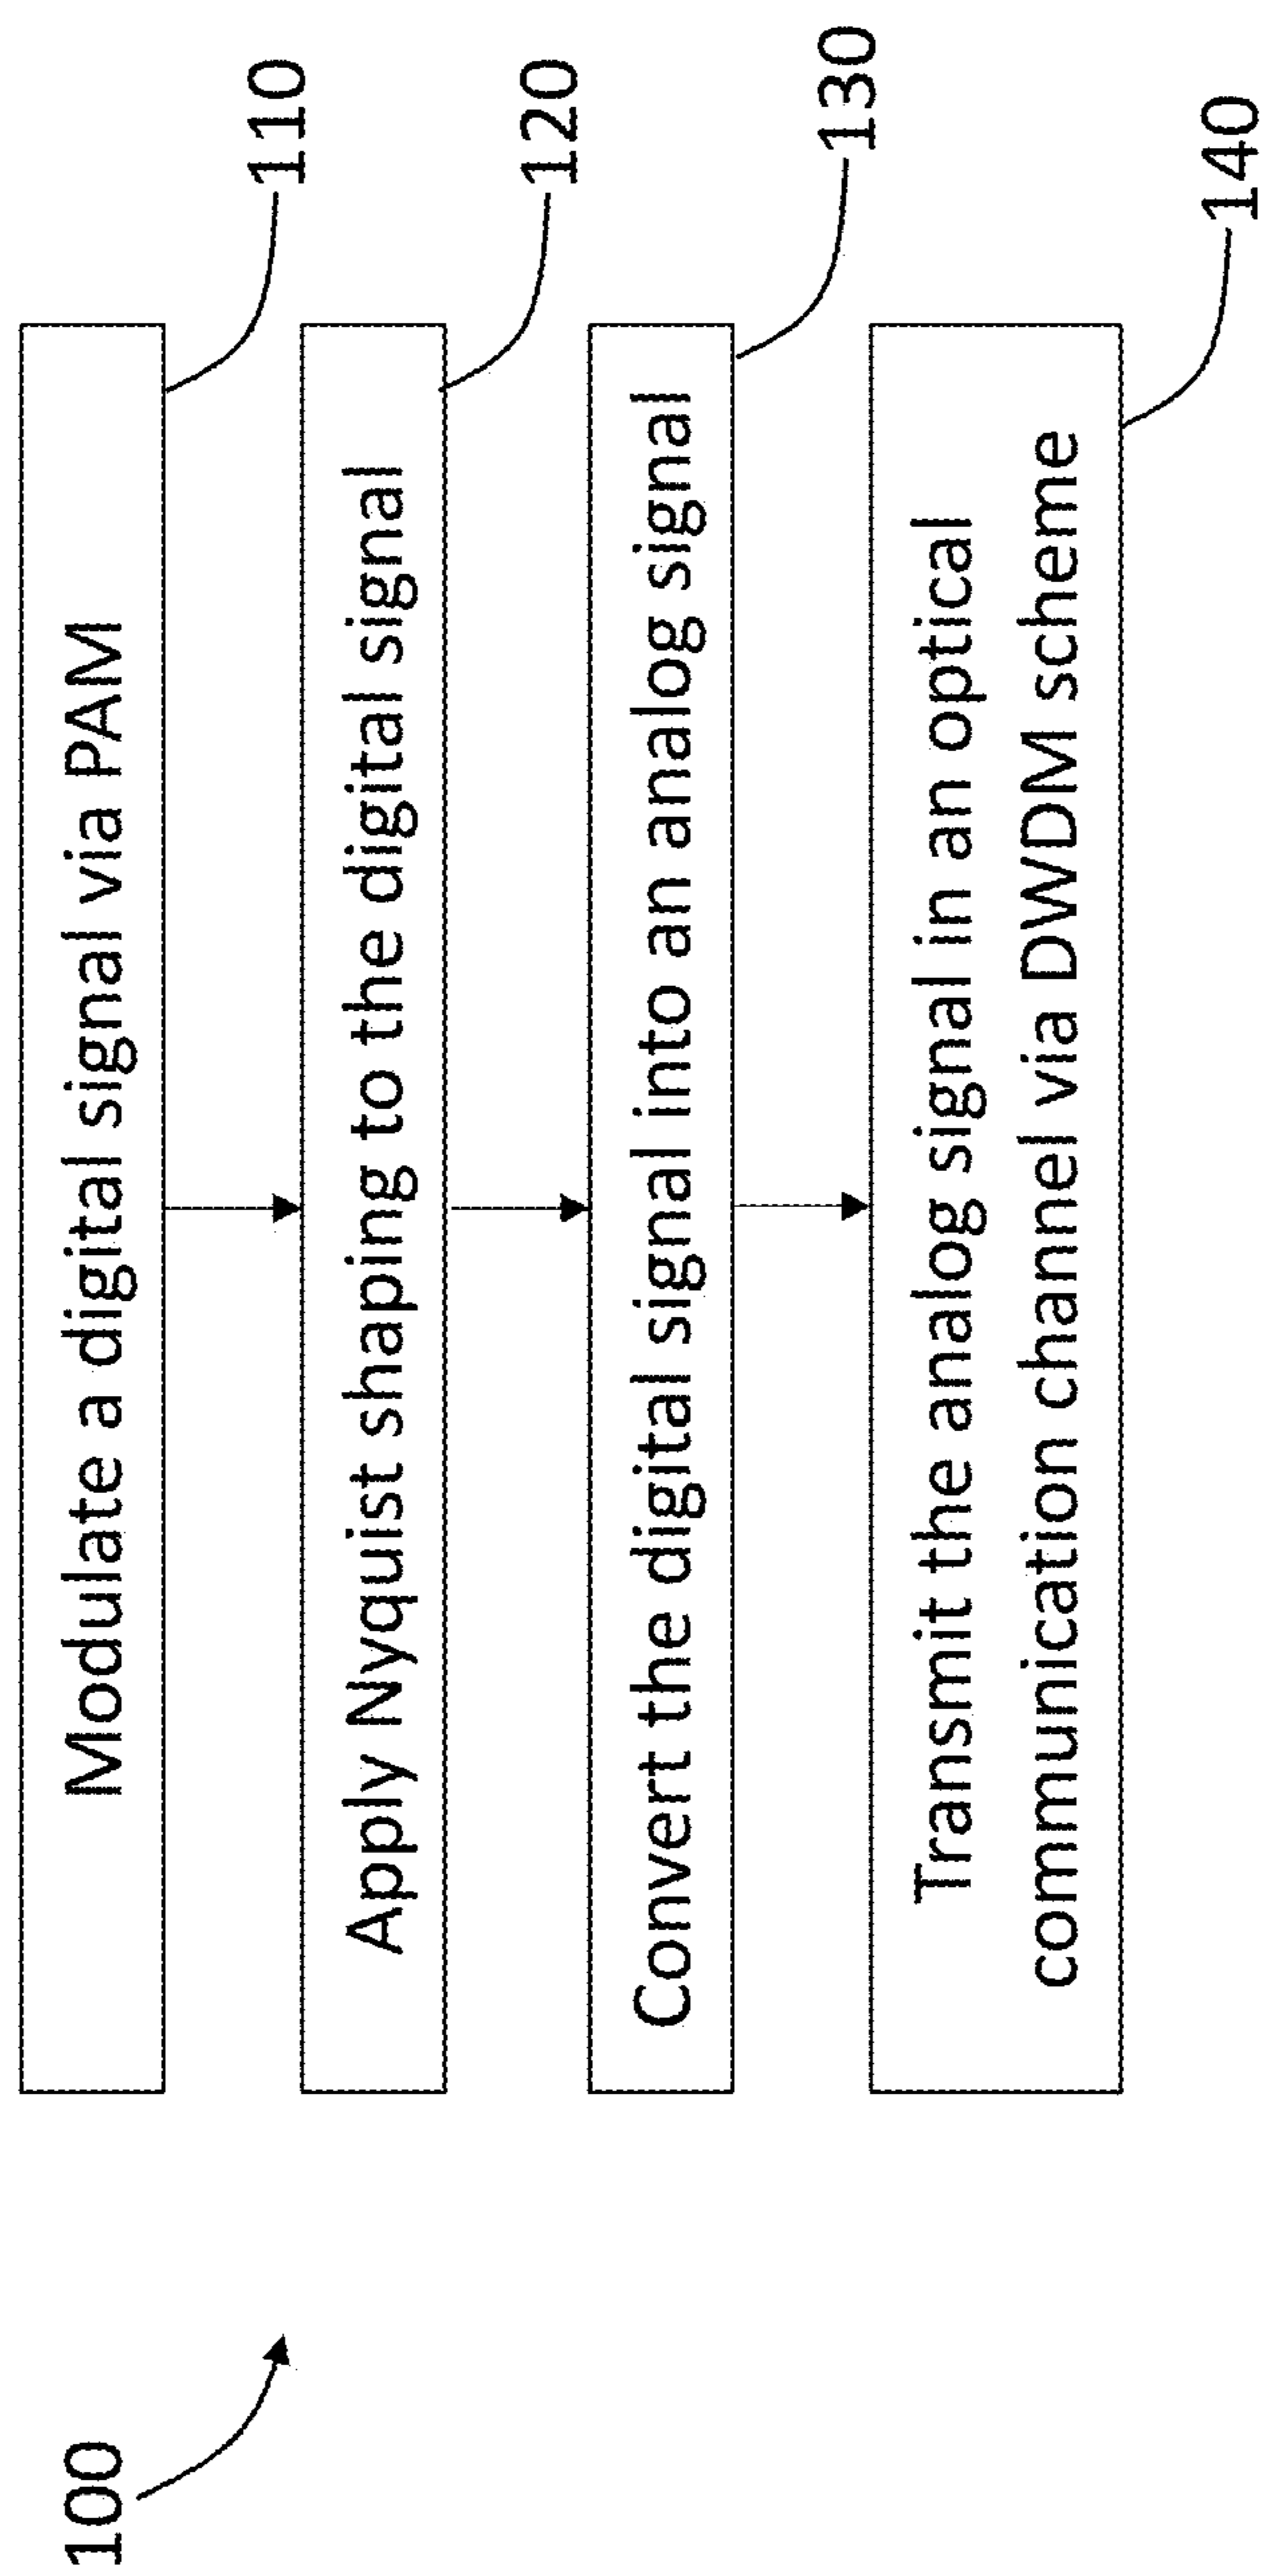 100
Modulate a digital signal via PAM
110
Apply Nyquist shaping to the digital signal
120
Convert the digital signal into an analog signal
130
Transmit the analog signal in an optical
communication channel via DWDM scheme
140